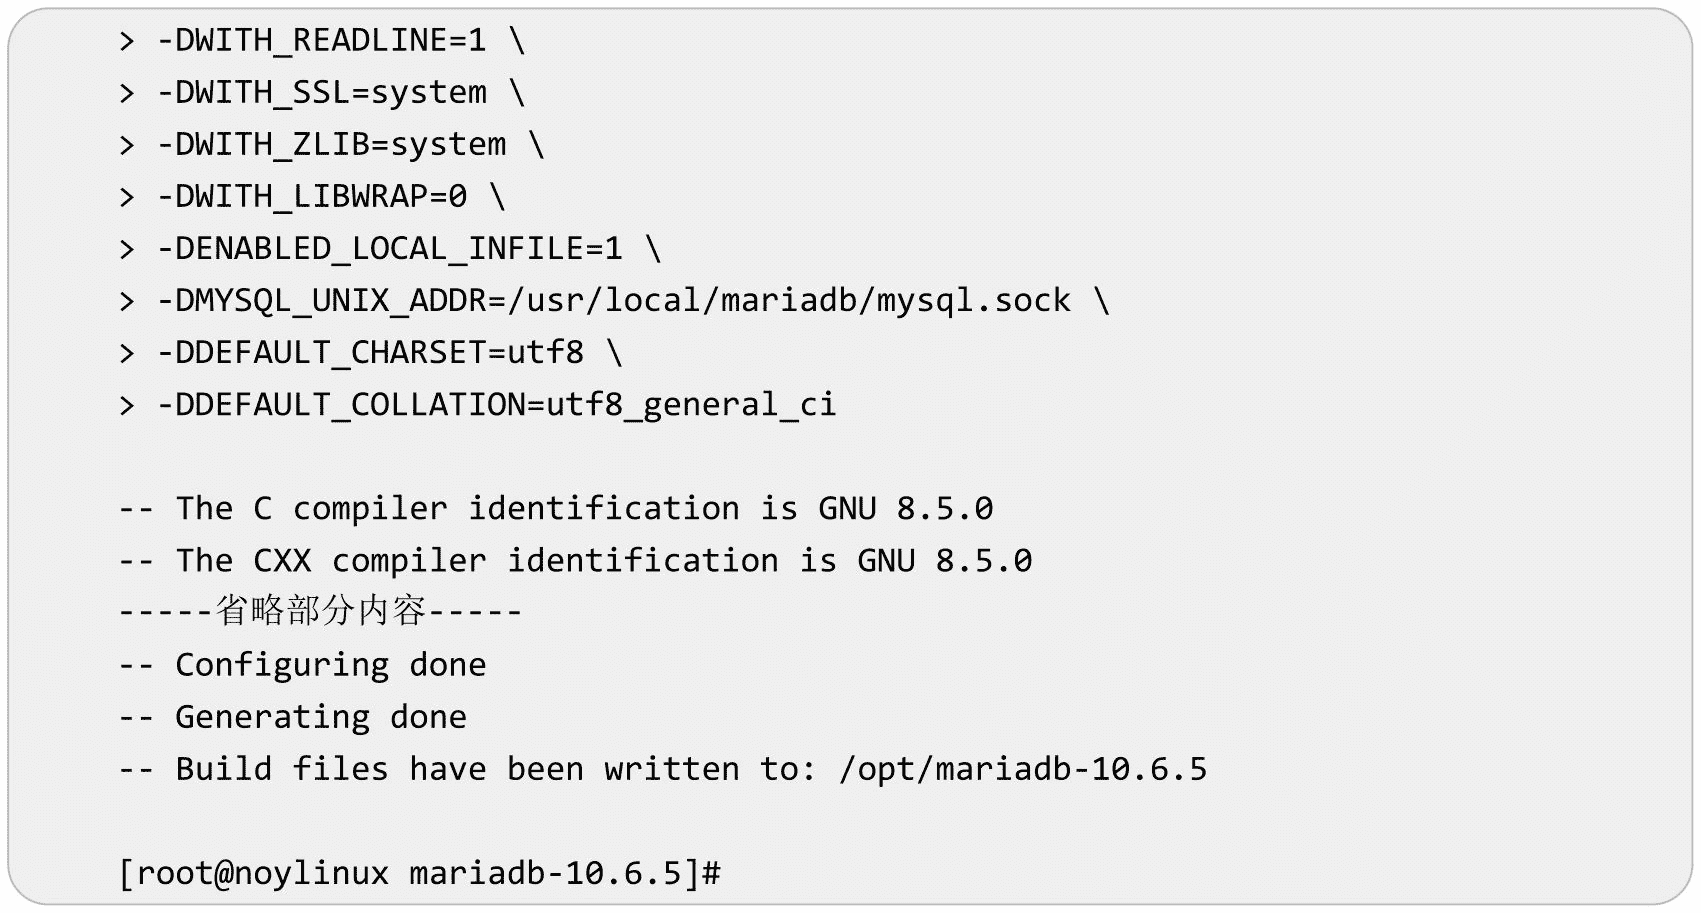 > -DWITH_READLINE=1 \
> -DWITH_SSL=system \
> -DWITH_ZLIB=system \
> -DWITH_LIBWRAP=0 \
> -DENABLED_LOCAL_INFILE=1 \
> -DMYSQL_UNIX_ADDR=/usr/local/mariadb/mysql.sock \
> -DDEFAULT_CHARSET=utf8 \
> -DDEFAULT_COLLATION=utf8_general_ci
-- The C compiler identification is GNU 8.5.0
-- The CXX compiler identification is GNU 8.5.0
-----省略部分内容-----
-- Configuring done
-- Generating done
-- Build files have been written to: /opt/mariadb-10.6.5
[root@noylinux mariadb-10.6.5]#